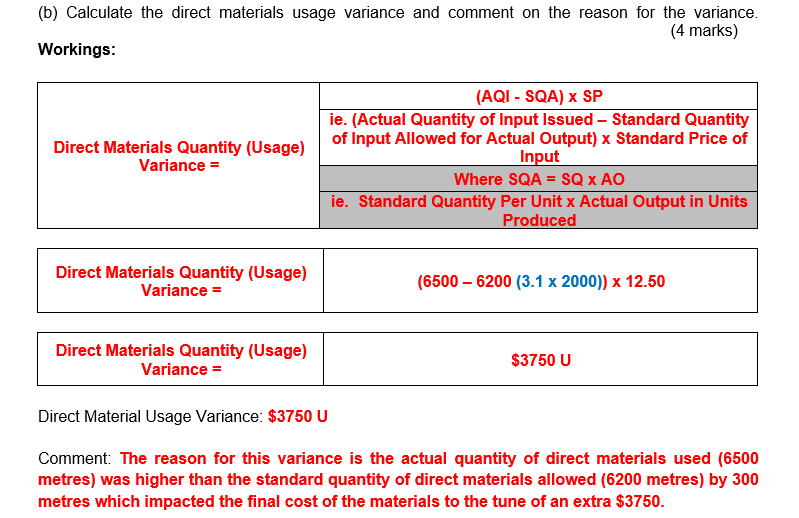 (b) Calculate the direct materials usage variance and comment on the reason for the variance.
(4 marks)
Workings:
Direct Materials Quantity (Usage)
Variance =
(AQI - SQA) x SP
ie. (Actual Quantity of Input Issued – Standard Quantity
of Input Allowed for Actual Output) x Standard Price of
Input
Where SQA = SQ x AO
ie.  Standard Quantity Per Unit x Actual Output in Units
Produced
Direct Materials Quantity (Usage)
Variance =
(6500 – 6200 (3.1 x 2000)) x 12.50
Direct Materials Quantity (Usage)
Variance =
$3750 U
Direct Material Usage Variance: $3750 U
Comment: The reason for this variance is the actual quantity of direct materials used (6500
metres) was higher than the standard quantity of direct materials allowed (6200 metres) by 300
metres which impacted the final cost of the materials to the tune of an extra $3750.